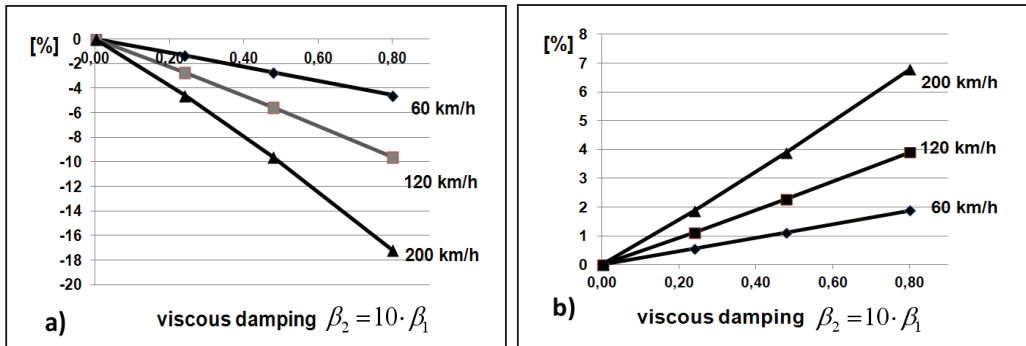 [%]
0
-2
-4
-6
-8
-10
-12
-14
-16
-18
-20
0,00 0,20 0,40 0,60 0,80
60 km/h
120 km/h
200 km/h
a) viscous damping β₂ = 10 · β₁
[%]
8
7
6
5
4
3
2
1
0
200 km/h
120 km/h
60 km/h
0,00 0,20 0,40 0,60 0,80
b) viscous damping β₂ = 10 · β₁